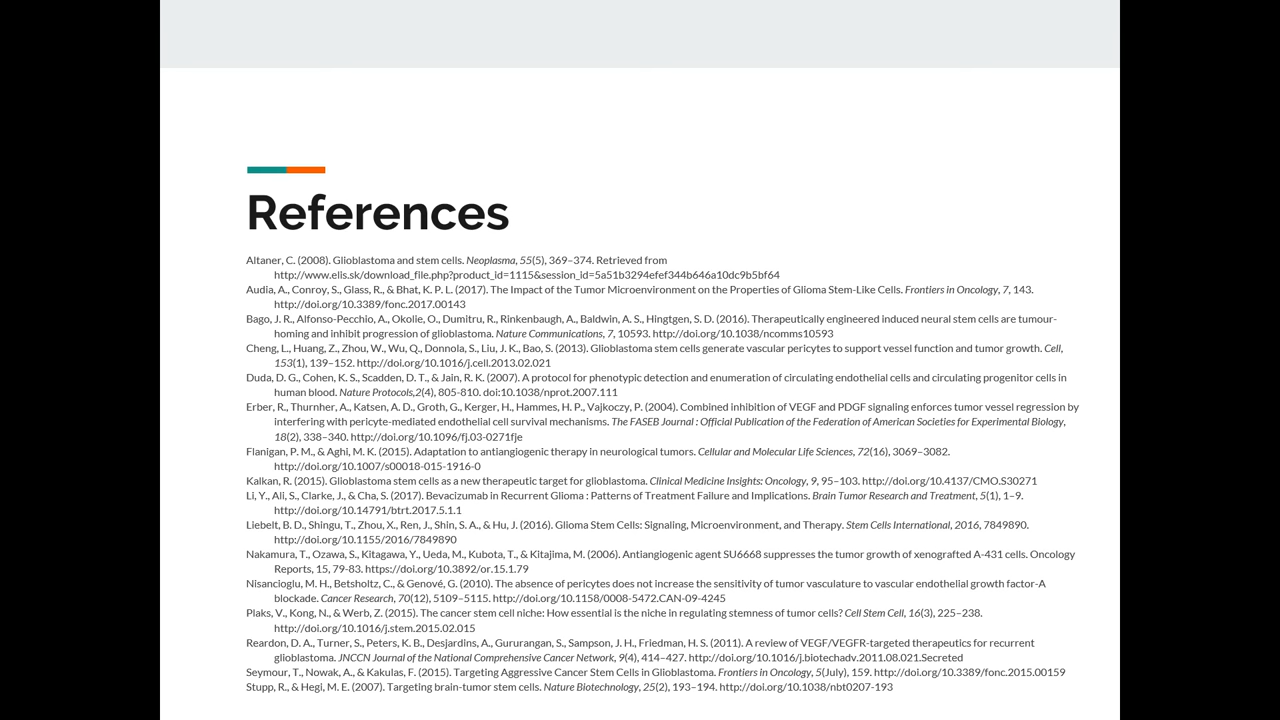 References
Altaner, C. (2008). Glioblastoma and stem cells. Neoplasma, 55(5), 369–374. Retrieved from
http://www.elis.sk/download_file.php?product_id=1115&session_id=5a51b3294efef344b646a10dc9b5bf64
Audia, A., Conroy, S., Glass, R., & Bhat, K. P. L. (2017). The Impact of the Tumor Microenvironment on the Properties of Glioma Stem-Like Cells. Frontiers in Oncology, 7, 143.
http://doi.org/10.3389/fonc.2017.00143
Bago, J. R., Alfonso-Pecchio, A., Okolie, O., Dumitru, R., Rinkenbaugh, A., Baldwin, A. S., Hingtgen, S. D. (2016). Therapeutically engineered induced neural stem cells are tumour-
homing and inhibit progression of glioblastoma. Nature Communications, 7, 10593. http://doi.org/10.1038/ncomms10593
Cheng, L., Huang, Z., Zhou, W., Wu, Q., Donnola, S., Liu, J. K., Bao, S. (2013). Glioblastoma stem cells generate vascular pericytes to support vessel function and tumor growth. Cell,
153(1), 139–152. http://doi.org/10.1016/j.cell.2013.02.021
Duda, D. G., Cohen, K. S., Scadden, D. T., & Jain, R. K. (2007). A protocol for phenotypic detection and enumeration of circulating endothelial cells and circulating progenitor cells in
human blood. Nature Protocols,2(4), 805-810. doi:10.1038/nprot.2007.111
Erber, R., Thurnher, A., Katsen, A. D., Groth, G., Kerger, H., Hammes, H. P., Vajkoczy, P. (2004). Combined inhibition of VEGF and PDGF signaling enforces tumor vessel regression by
interfering with pericyte-mediated endothelial cell survival mechanisms. The FASEB Journal : Official Publication of the Federation of American Societies for Experimental Biology,
18(2), 338–340. http://doi.org/10.1096/fj.03-0271fje
Flanigan, P. M., & Aghi, M. K. (2015). Adaptation to antiangiogenic therapy in neurological tumors. Cellular and Molecular Life Sciences, 72(16), 3069–3082.
http://doi.org/10.1007/s00018-015-1916-0
Kalkan, R. (2015). Glioblastoma stem cells as a new therapeutic target for glioblastoma. Clinical Medicine Insights: Oncology, 9, 95–103. http://doi.org/10.4137/CMO.S30271
Li, Y., Ali, S., Clarke, J., & Cha, S. (2017). Bevacizumab in Recurrent Glioma : Patterns of Treatment Failure and Implications. Brain Tumor Research and Treatment, 5(1), 1–9.
http://doi.org/10.14791/btrt.2017.5.1.1
Liebelt, B. D., Shingu, T., Zhou, X., Ren, J., Shin, S. A., & Hu, J. (2016). Glioma Stem Cells: Signaling, Microenvironment, and Therapy. Stem Cells International, 2016, 7849890.
http://doi.org/10.1155/2016/7849890
Nakamura, T., Ozawa, S., Kitagawa, Y., Ueda, M., Kubota, T., & Kitajima, M. (2006). Antiangiogenic agent SU6668 suppresses the tumor growth of xenografted A-431 cells. Oncology
Reports, 15, 79-83. https://doi.org/10.3892/or.15.1.79
Nisancioglu, M. H., Betsholtz, C., & Genové, G. (2010). The absence of pericytes does not increase the sensitivity of tumor vasculature to vascular endothelial growth factor-A
blockade. Cancer Research, 70(12), 5109–5115. http://doi.org/10.1158/0008-5472.CAN-09-4245
Plaks, V., Kong, N., & Werb, Z. (2015). The cancer stem cell niche: How essential is the niche in regulating stemness of tumor cells? Cell Stem Cell, 16(3), 225–238.
http://doi.org/10.1016/j.stem.2015.02.015
Reardon, D. A., Turner, S., Peters, K. B., Desjardins, A., Gururangan, S., Sampson, J. H., Friedman, H. S. (2011). A review of VEGF/VEGFR-targeted therapeutics for recurrent
glioblastoma. JNCCN Journal of the National Comprehensive Cancer Network, 9(4), 414–427. http://doi.org/10.1016/j.biotechadv.2011.08.021.Secreted
Seymour, T., Nowak, A., & Kakulas, F. (2015). Targeting Aggressive Cancer Stem Cells in Glioblastoma. Frontiers in Oncology, 5(July), 159. http://doi.org/10.3389/fonc.2015.00159
Stupp, R., & Hegi, M. E. (2007). Targeting brain-tumor stem cells. Nature Biotechnology, 25(2), 193–194. http://doi.org/10.1038/nbt0207-193